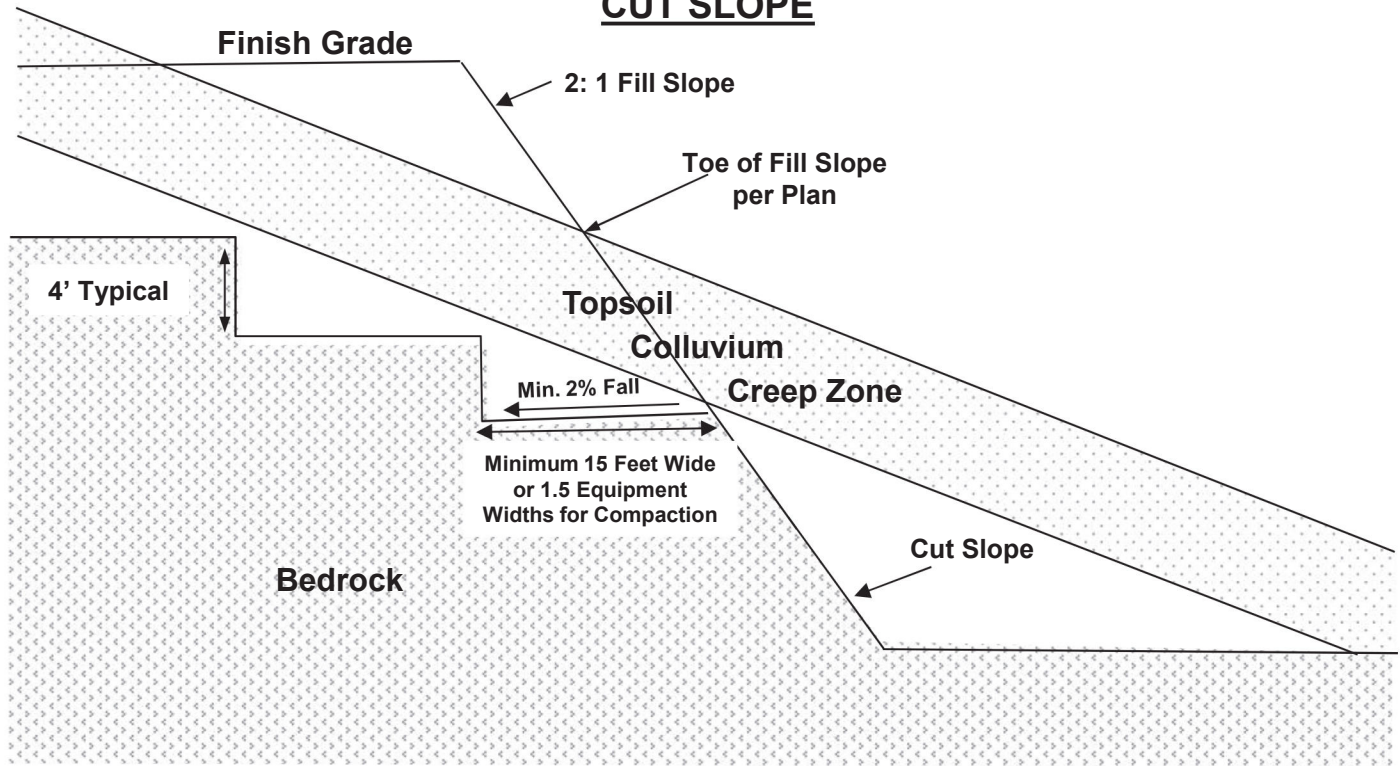 CUT SLOPE
Finish Grade
2: 1 Fill Slope
Toe of Fill Slope
per Plan
4’ Typical
Topsoil
Colluvium
Creep Zone
Min. 2% Fall
Minimum 15 Feet Wide
or 1.5 Equipment
Widths for Compaction
Cut Slope
Bedrock